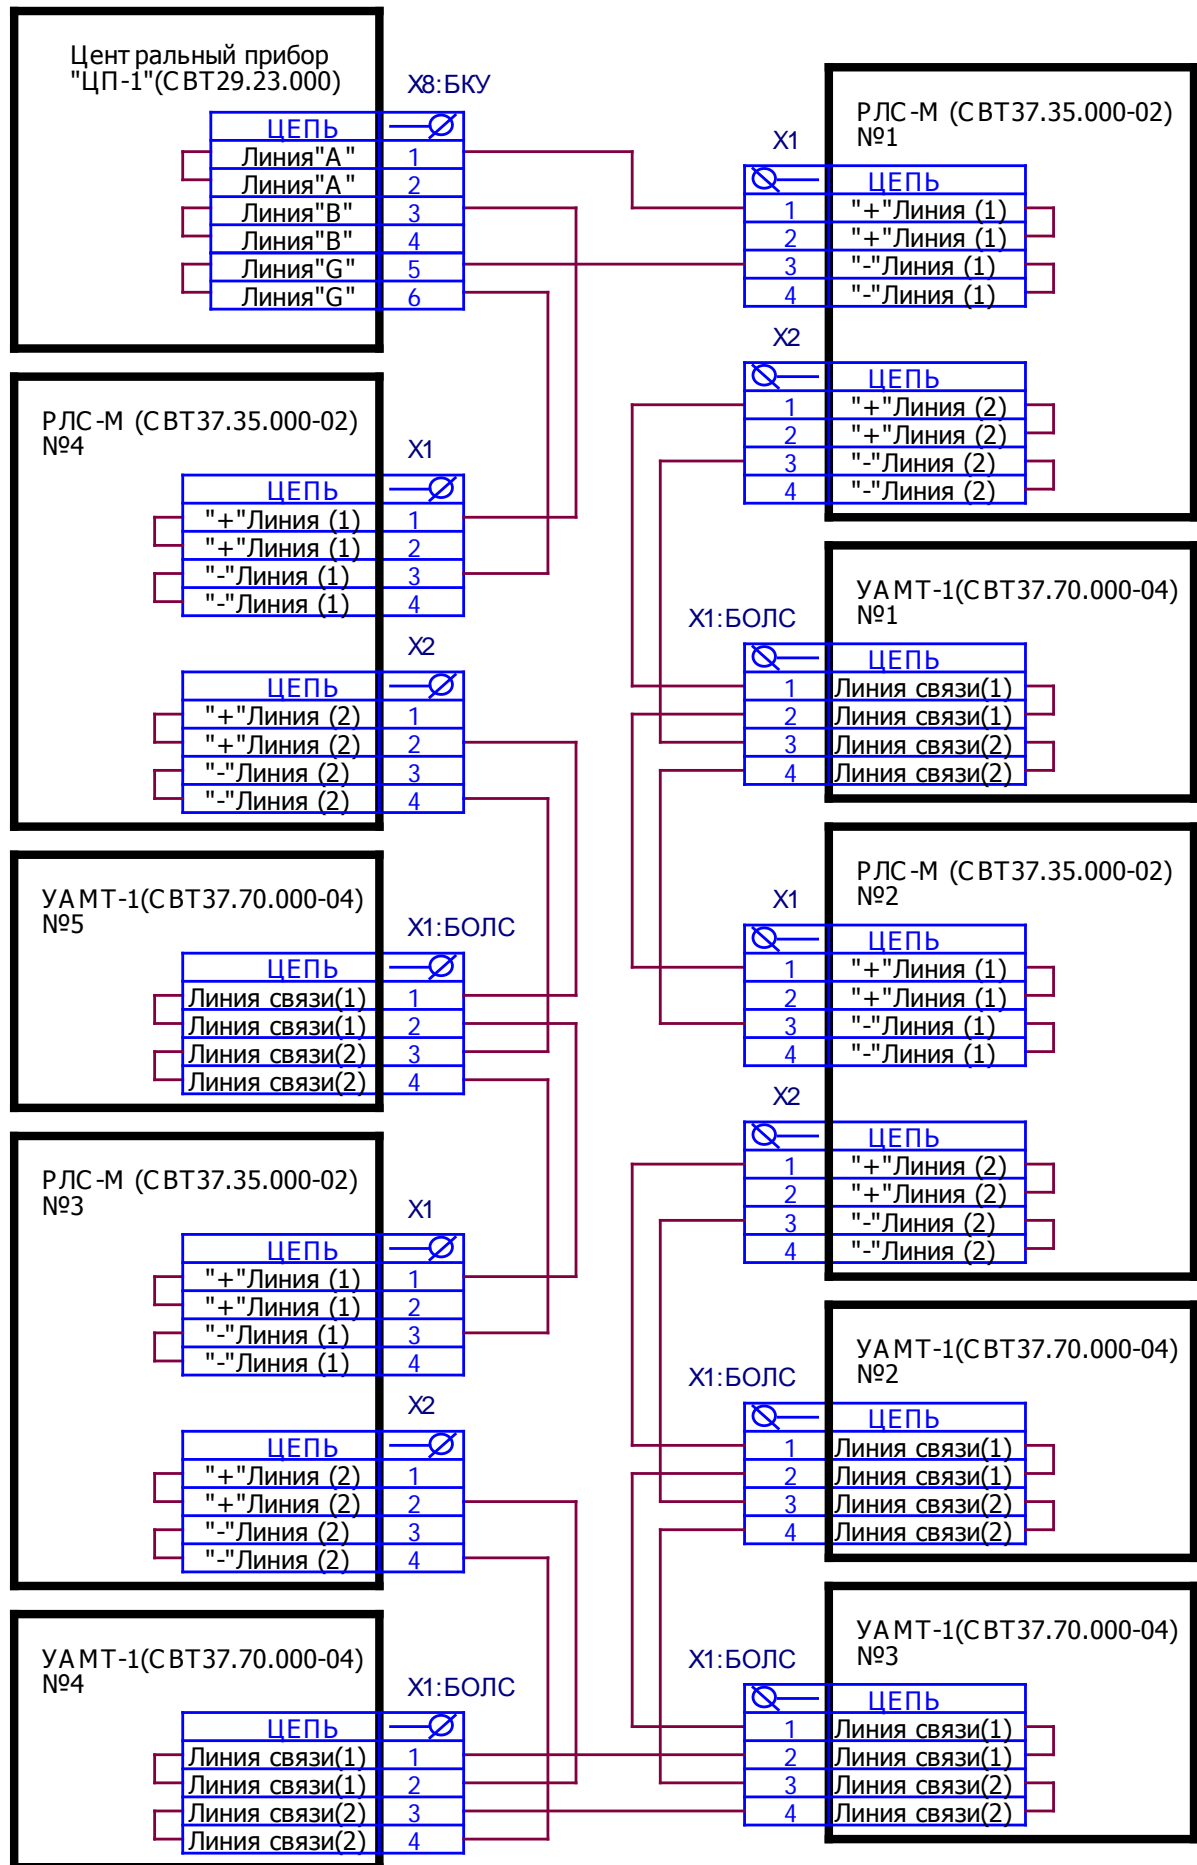 Центральный прибор
"ЦП-1"(СВТ29.23.000)
X8:БКУ
ЦЕПЬ
Линия"А" 1
Линия"А" 2
Линия"В" 3
Линия"В" 4
Линия"G" 5
Линия"G" 6
РЛС-М (СВТ37.35.000-02)
№1
X1
ЦЕПЬ
1 "+"Линия (1)
2 "+"Линия (1)
3 "-"Линия (1)
4 "-"Линия (1)
X2
ЦЕПЬ
1 "+"Линия (2)
2 "+"Линия (2)
3 "-"Линия (2)
4 "-"Линия (2)
РЛС-М (СВТ37.35.000-02)
№4
X1
ЦЕПЬ
"+"Линия (1) 1
"+"Линия (1) 2
"-"Линия (1) 3
"-"Линия (1) 4
X2
ЦЕПЬ
"+"Линия (2) 1
"+"Линия (2) 2
"-"Линия (2) 3
"-"Линия (2) 4
УАМТ-1(СВТ37.70.000-04)
№1
X1:БОЛС
ЦЕПЬ
1 Линия связи(1)
2 Линия связи(1)
3 Линия связи(2)
4 Линия связи(2)
УАМТ-1(СВТ37.70.000-04)
№5
X1:БОЛС
ЦЕПЬ
Линия связи(1) 1
Линия связи(1) 2
Линия связи(2) 3
Линия связи(2) 4
РЛС-М (СВТ37.35.000-02)
№2
X1
ЦЕПЬ
1 "+"Линия (1)
2 "+"Линия (1)
3 "-"Линия (1)
4 "-"Линия (1)
X2
ЦЕПЬ
1 "+"Линия (2)
2 "+"Линия (2)
3 "-"Линия (2)
4 "-"Линия (2)
РЛС-М (СВТ37.35.000-02)
№3
X1
ЦЕПЬ
"+"Линия (1) 1
"+"Линия (1) 2
"-"Линия (1) 3
"-"Линия (1) 4
X2
ЦЕПЬ
"+"Линия (2) 1
"+"Линия (2) 2
"-"Линия (2) 3
"-"Линия (2) 4
УАМТ-1(СВТ37.70.000-04)
№2
X1:БОЛС
ЦЕПЬ
1 Линия связи(1)
2 Линия связи(1)
3 Линия связи(2)
4 Линия связи(2)
УАМТ-1(СВТ37.70.000-04)
№4
X1:БОЛС
ЦЕПЬ
Линия связи(1) 1
Линия связи(1) 2
Линия связи(2) 3
Линия связи(2) 4
УАМТ-1(СВТ37.70.000-04)
№3
X1:БОЛС
ЦЕПЬ
1 Линия связи(1)
2 Линия связи(1)
3 Линия связи(2)
4 Линия связи(2)